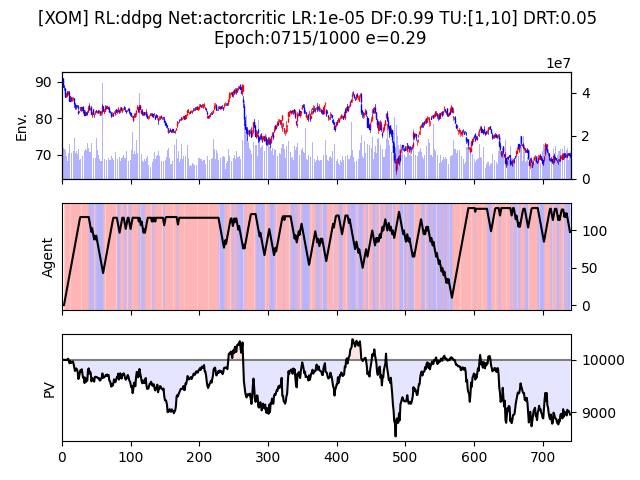 [XOM] RL:ddpg Net:actorcritic LR:1e-05 DF:0.99 TU:[1,10] DRT:0.05
Epoch:0715/1000 e=0.29
1e7
90
80
70
Env.
4
2
0
Agent
100
50
0
PV
10000
9000
0 100 200 300 400 500 600 700